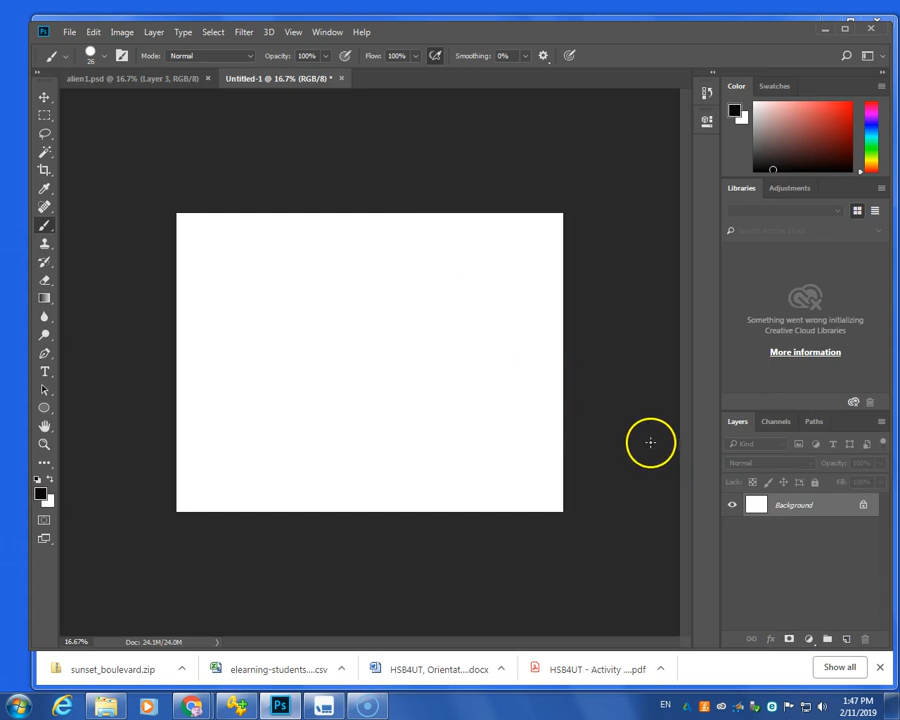 Ps File Edit Image Layer Type Select Filter 3D View Window Help
26 Mode: Normal Opacity: 100% Flow: 100% Smoothing: 0%
alien1.psd @ 16.7% (Layer 3, RGB/8) × Untitled-1 @ 16.7% (RGB/8) * ×
Color Swatches
Libraries Adjustments
Something went wrong initializing
Creative Cloud Libraries
More information
Layers Channels Paths
Kind
Normal Opacity: 100%
Lock: Fill: 100%
Background
16.67% Doc: 24.1M/24.0M
sunset_boulevard.zip elearning-students....csv HSB4UT, Orientat....docx HSB4UT - Activity ....pdf Show all
Ps EN 1:47 PM
2/11/2019